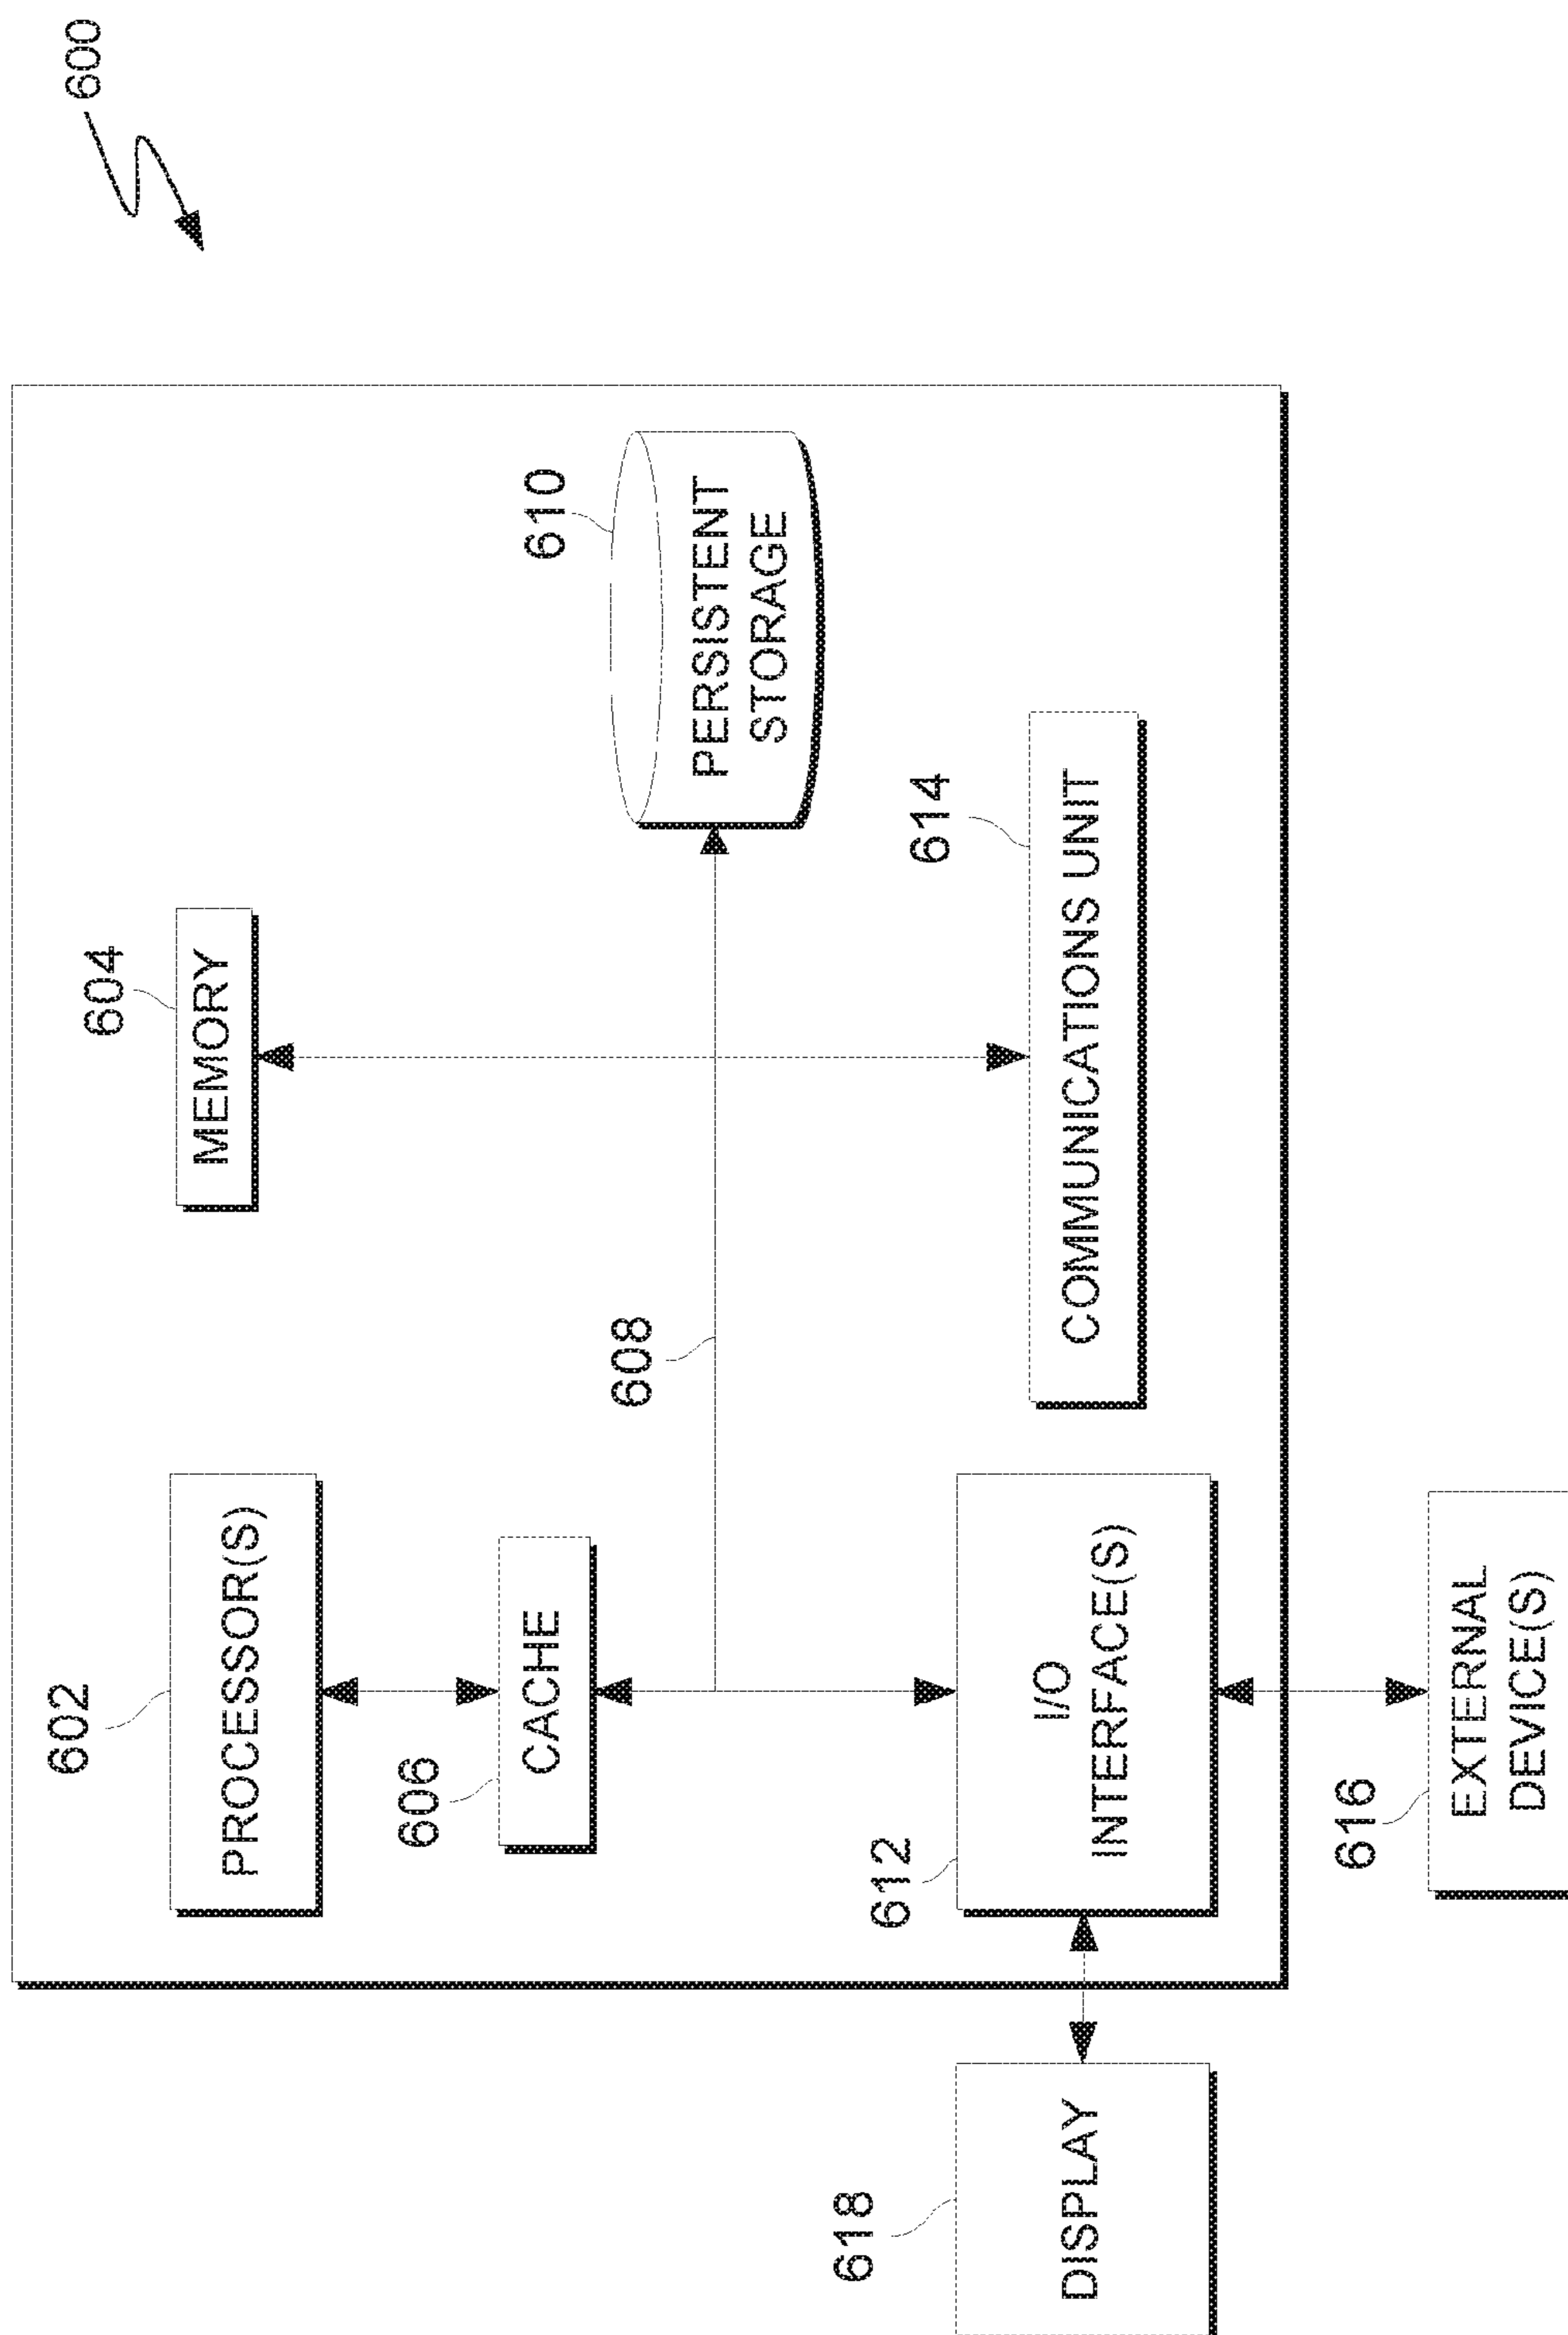 600
602
PROCESSOR(S)
604
MEMORY
606
CACHE
608
610
PERSISTENT
STORAGE
612
I/O
INTERFACE(S)
614
COMMUNICATIONS UNIT
618
DISPLAY
616
EXTERNAL
DEVICE(S)